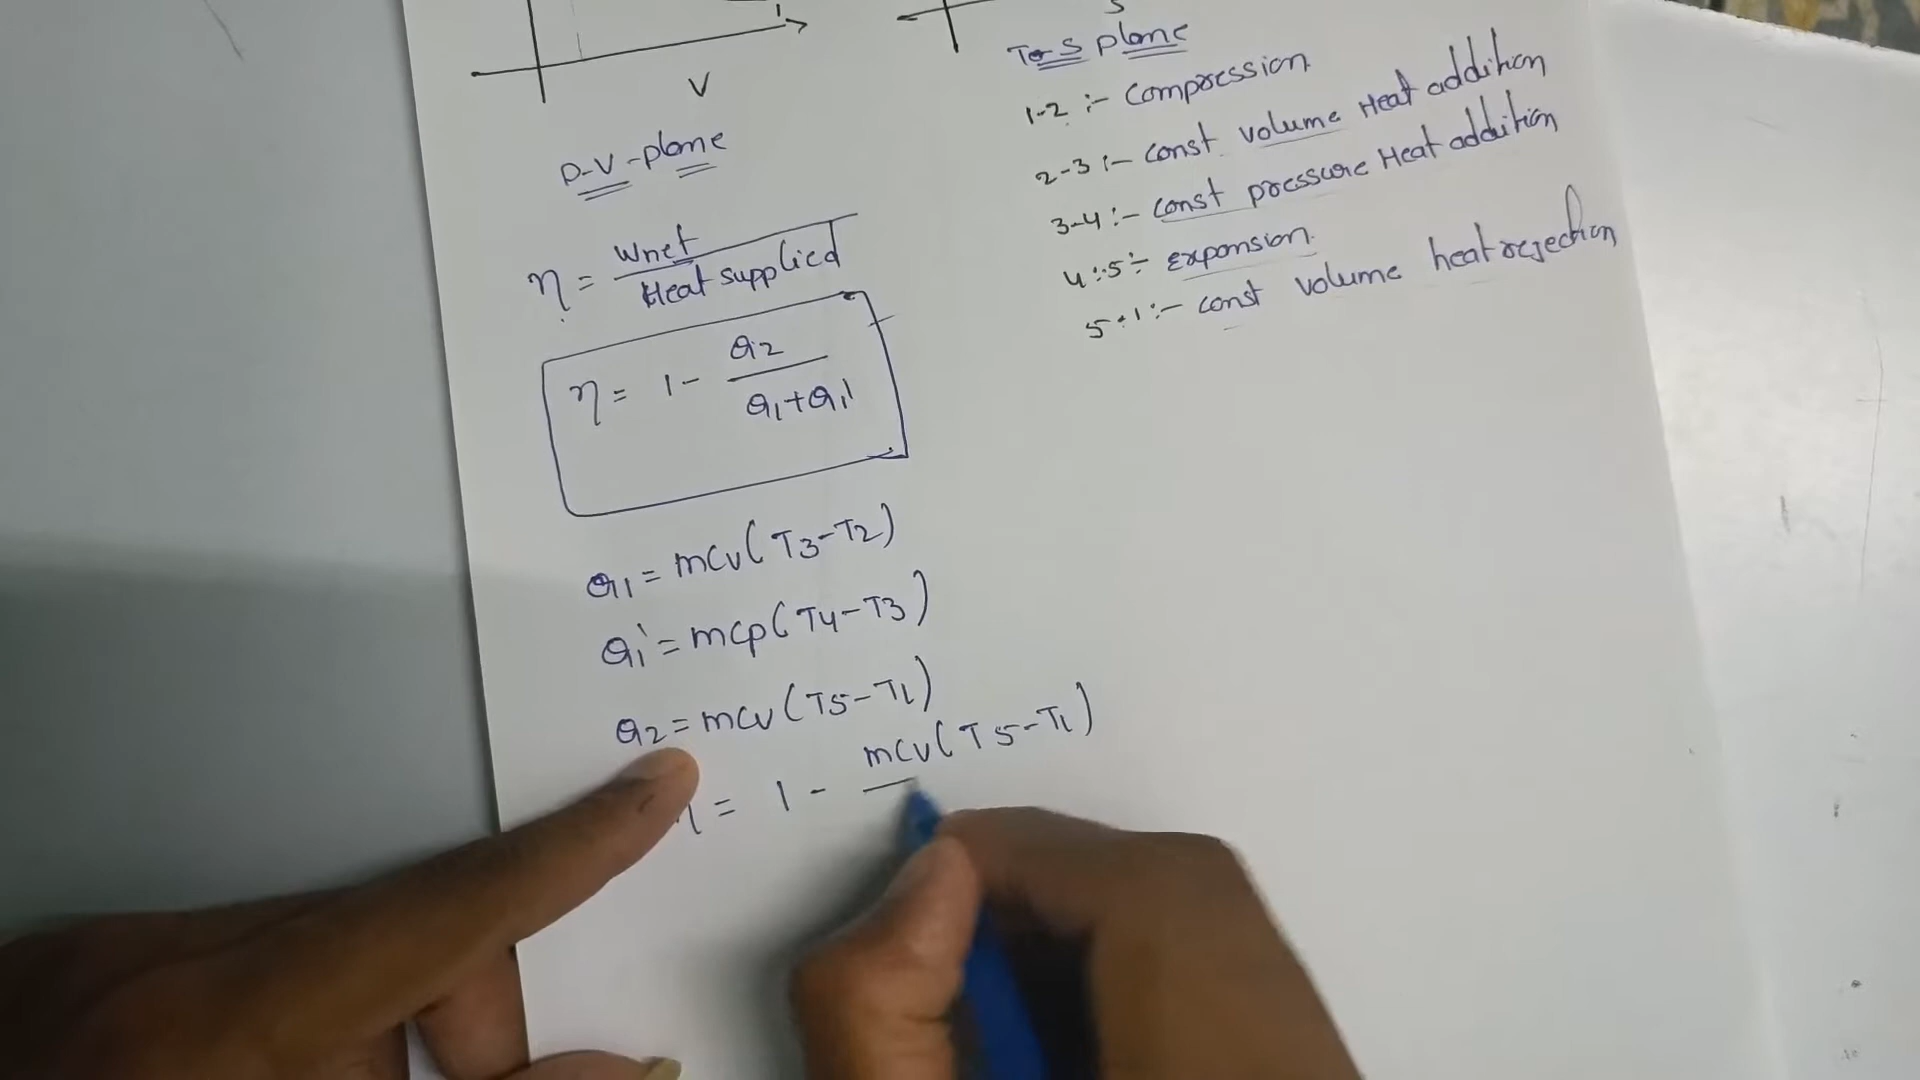 V
P-V-plane
η = Wnet / Heat supplied
η = 1 - Q2 / Q1+Q1'
Q1 = mcv(T3-T2)
Q1' = mcp(T4-T3)
Q2 = mcv(T5-T1)
η = 1 - mcv(T5-T1)
S
T-S plane
1-2 :- Compression
2-3 :- const. volume Heat addition
3-4 :- const pressure Heat addition
4-5 :- expansion.
5-1 :- const volume heat rejection